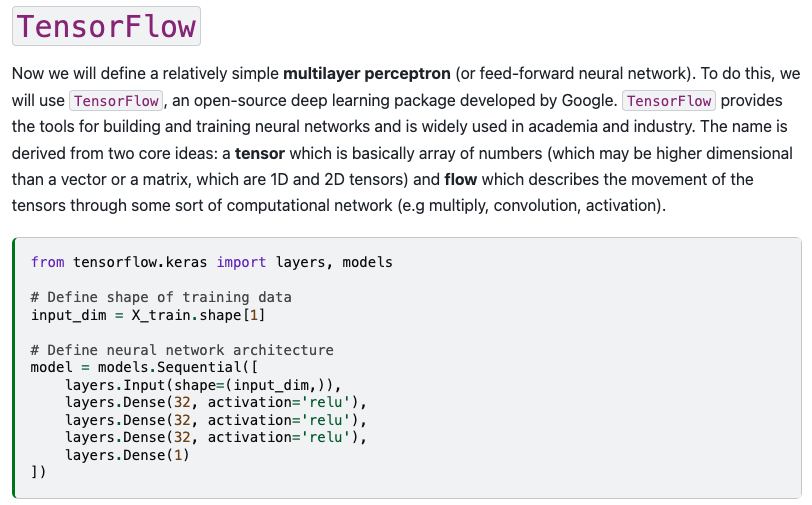 TensorFlow
Now we will define a relatively simple multilayer perceptron (or feed-forward neural network). To do this, we
will use TensorFlow, an open-source deep learning package developed by Google. TensorFlow provides
the tools for building and training neural networks and is widely used in academia and industry. The name is
derived from two core ideas: a tensor which is basically array of numbers (which may be higher dimensional
than a vector or a matrix, which are 1D and 2D tensors) and flow which describes the movement of the
tensors through some sort of computational network (e.g multiply, convolution, activation).
from tensorflow.keras import layers, models
# Define shape of training data
input_dim = X_train.shape[1]
# Define neural network architecture
model = models.Sequential([
    layers.Input(shape=(input_dim,)),
    layers.Dense(32, activation='relu'),
    layers.Dense(32, activation='relu'),
    layers.Dense(32, activation='relu'),
    layers.Dense(1)
])